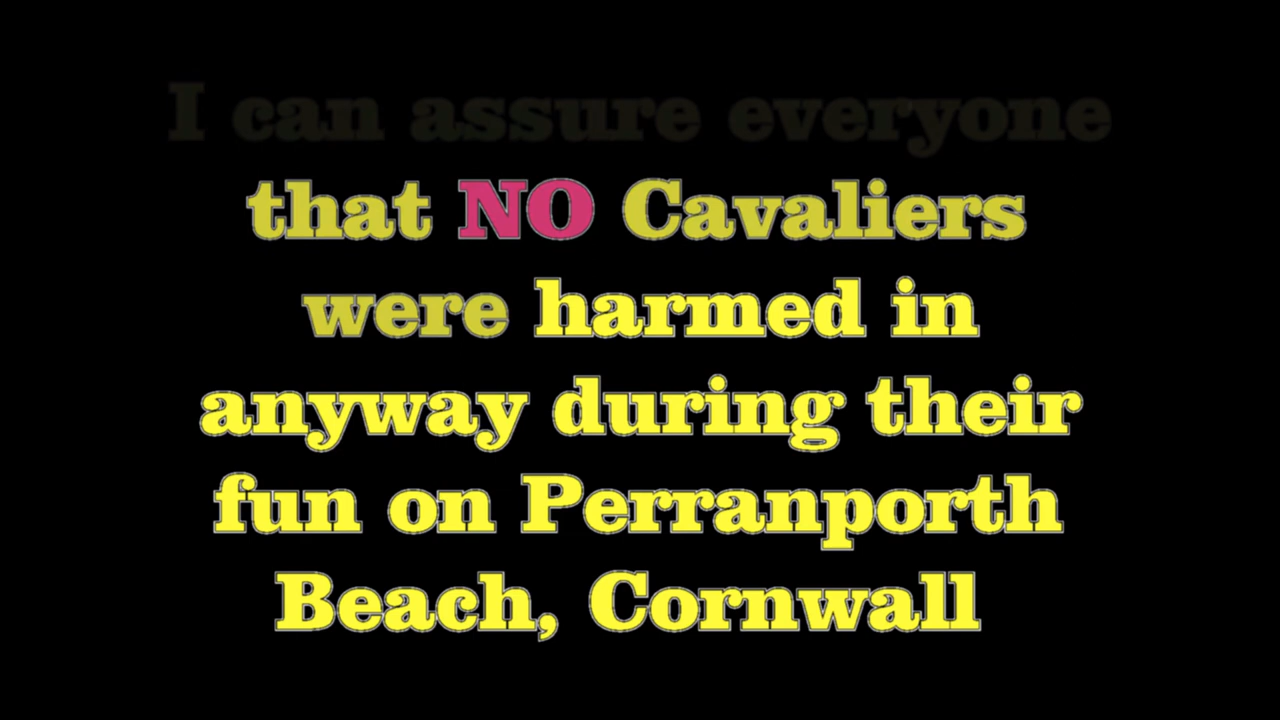 I can assure everyone
that NO Cavaliers
were harmed in
anyway during their
fun on Perranporth
Beach, Cornwall